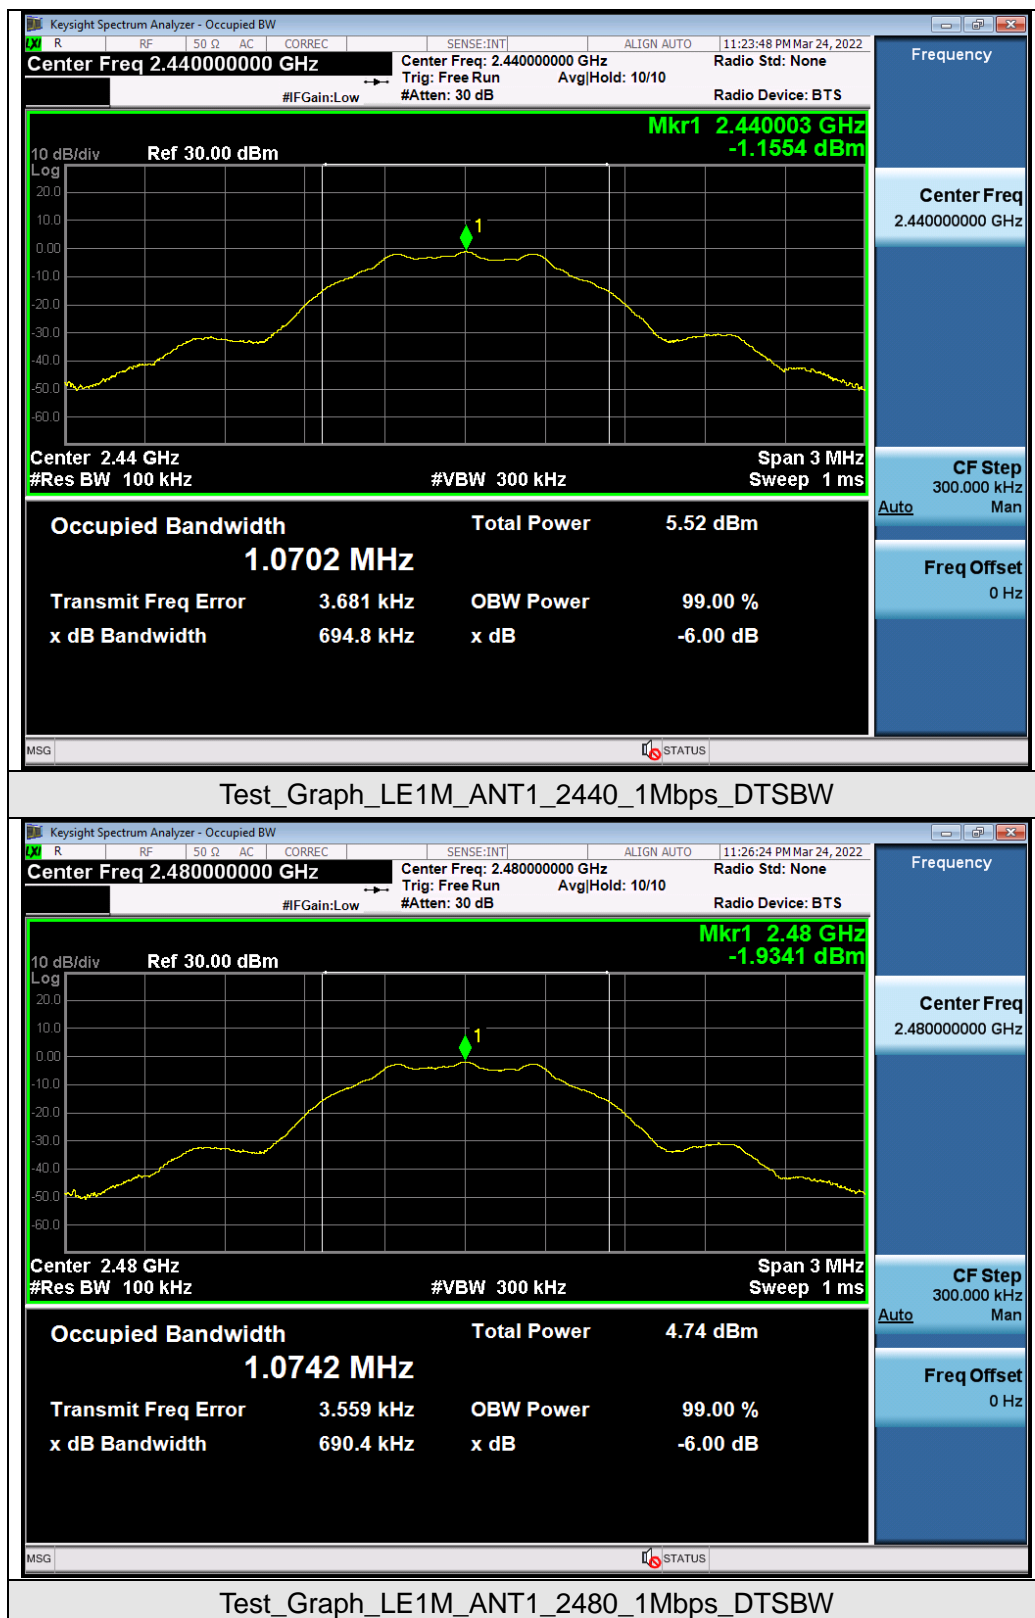 Keysight Spectrum Analyzer - Occupied BW
LXI R RF 50 Ω AC CORREC SENSE:INT ALIGN AUTO 11:23:48 PM Mar 24, 2022
Center Freq 2.440000000 GHz
Center Freq: 2.440000000 GHz Radio Std: None
Trig: Free Run Avg|Hold: 10/10
#IFGain:Low #Atten: 30 dB Radio Device: BTS
Frequency
Mkr1 2.440003 GHz
-1.1554 dBm
10 dB/div Ref 30.00 dBm
Log
20.0
10.0
0.00
-10.0
-20.0
-30.0
-40.0
-50.0
-60.0
1
Center 2.44 GHz Span 3 MHz
#Res BW 100 kHz #VBW 300 kHz Sweep 1 ms
Center Freq
2.440000000 GHz
CF Step
300.000 kHz
Auto Man
Freq Offset
0 Hz
Occupied Bandwidth Total Power 5.52 dBm
1.0702 MHz
Transmit Freq Error 3.681 kHz OBW Power 99.00 %
x dB Bandwidth 694.8 kHz x dB -6.00 dB
MSG STATUS
Test_Graph_LE1M_ANT1_2440_1Mbps_DTSBW
Keysight Spectrum Analyzer - Occupied BW
LXI R RF 50 Ω AC CORREC SENSE:INT ALIGN AUTO 11:26:24 PM Mar 24, 2022
Center Freq 2.480000000 GHz
Center Freq: 2.480000000 GHz Radio Std: None
Trig: Free Run Avg|Hold: 10/10
#IFGain:Low #Atten: 30 dB Radio Device: BTS
Frequency
Mkr1 2.48 GHz
-1.9341 dBm
10 dB/div Ref 30.00 dBm
Log
20.0
10.0
0.00
-10.0
-20.0
-30.0
-40.0
-50.0
-60.0
1
Center 2.48 GHz Span 3 MHz
#Res BW 100 kHz #VBW 300 kHz Sweep 1 ms
Center Freq
2.480000000 GHz
CF Step
300.000 kHz
Auto Man
Freq Offset
0 Hz
Occupied Bandwidth Total Power 4.74 dBm
1.0742 MHz
Transmit Freq Error 3.559 kHz OBW Power 99.00 %
x dB Bandwidth 690.4 kHz x dB -6.00 dB
MSG STATUS
Test_Graph_LE1M_ANT1_2480_1Mbps_DTSBW